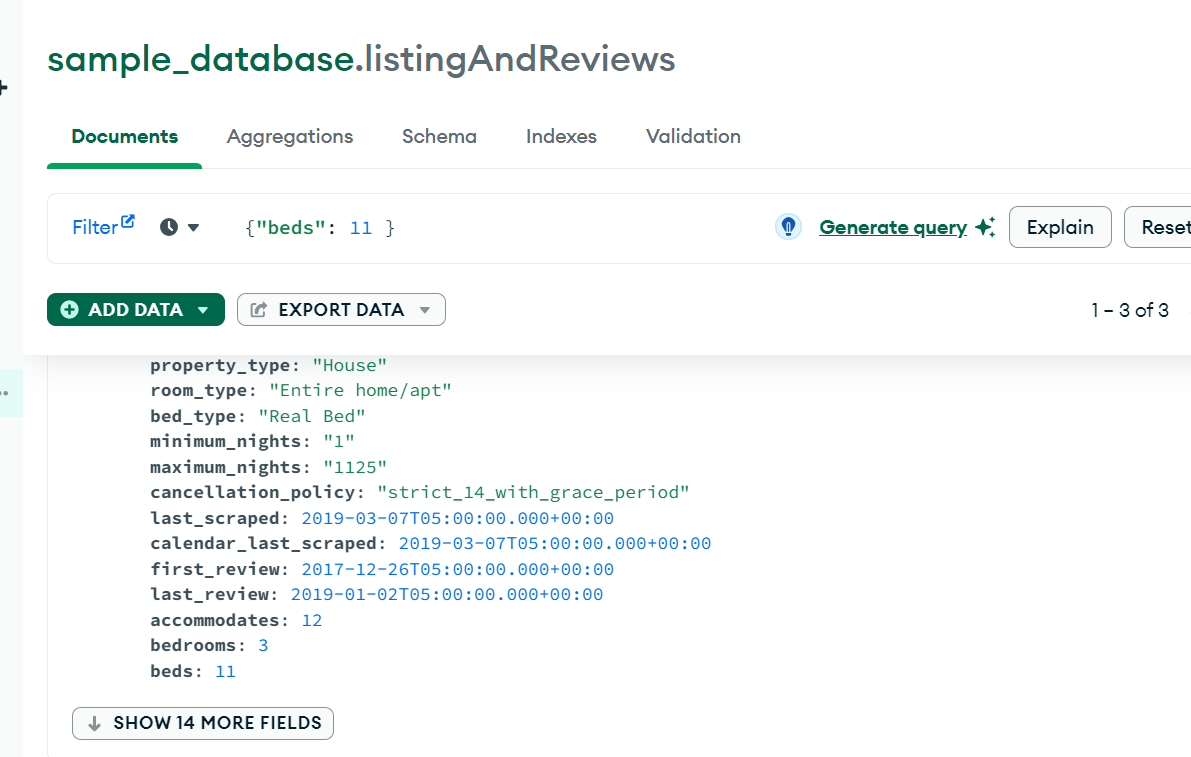 sample_database.listingAndReviews
Documents Aggregations Schema Indexes Validation
Filter {"beds": 11 } Generate query Explain Reset
ADD DATA EXPORT DATA 1 – 3 of 3
property_type: "House"
room_type: "Entire home/apt"
bed_type: "Real Bed"
minimum_nights: "1"
maximum_nights: "1125"
cancellation_policy: "strict_14_with_grace_period"
last_scraped: 2019-03-07T05:00:00.000+00:00
calendar_last_scraped: 2019-03-07T05:00:00.000+00:00
first_review: 2017-12-26T05:00:00.000+00:00
last_review: 2019-01-02T05:00:00.000+00:00
accommodates: 12
bedrooms: 3
beds: 11
SHOW 14 MORE FIELDS